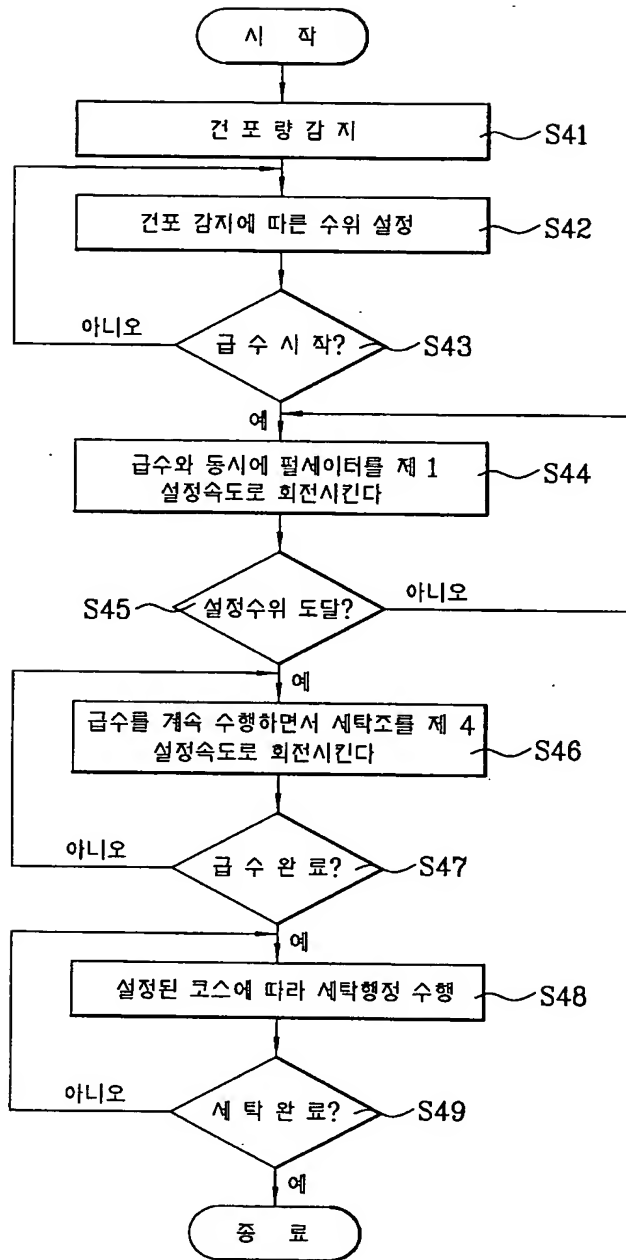 시 작
건 포 량 감 지
S41
건포 감지에 따른 수위 설정
S42
아니오
급 수 시 작?
S43
예
급수와 동시에 펄세이터를 제 1
설정속도로 회전시킨다
S44
S45
설정수위 도달?
아니오
예
급수를 계속 수행하면서 세탁조를 제 4
설정속도로 회전시킨다
S46
아니오
급 수 완 료?
S47
예
설정된 코스에 따라 세탁행정 수행
S48
아니오
세 탁 완 료?
S49
예
종 료